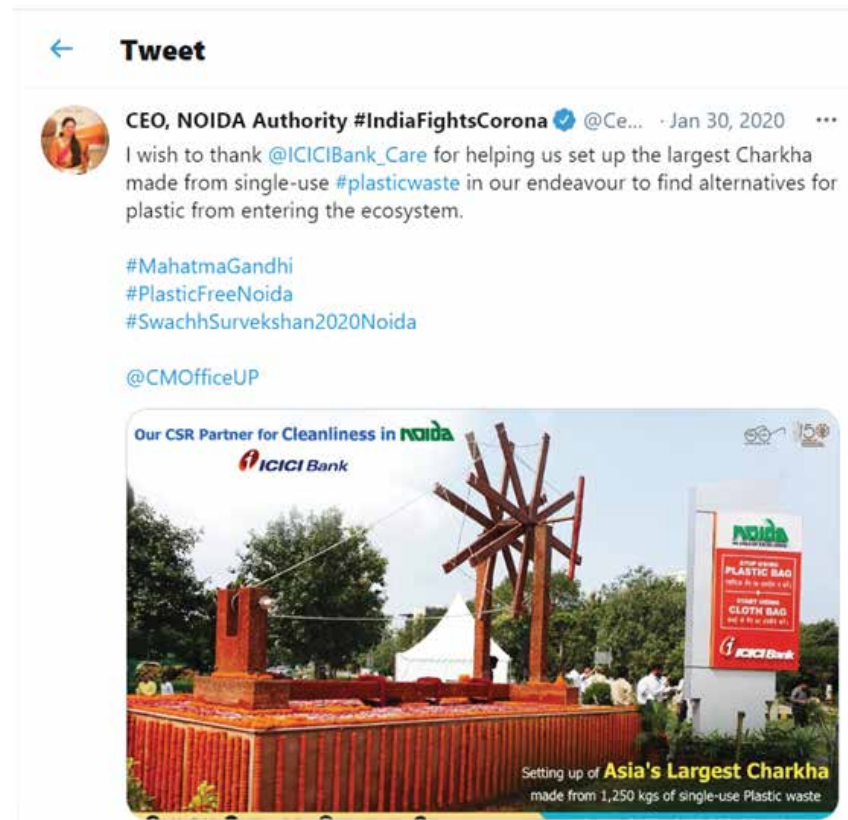 ← Tweet
CEO, NOIDA Authority #IndiaFightsCorona @Ce... · Jan 30, 2020 ...
I wish to thank @ICICIBank_Care for helping us set up the largest Charkha
made from single-use #plasticwaste in our endeavour to find alternatives for
plastic from entering the ecosystem.
#MahatmaGandhi
#PlasticFreeNoida
#SwachhSurvekshan2020Noida
@CMOfficeUP
Our CSR Partner for Cleanliness in NOIDA
ICICI Bank
150
NOIDA
STOP USING
PLASTIC BAG
START USING
CLOTH BAG
ICICI Bank
Setting up of Asia's Largest Charkha
made from 1,250 kgs of single-use Plastic waste